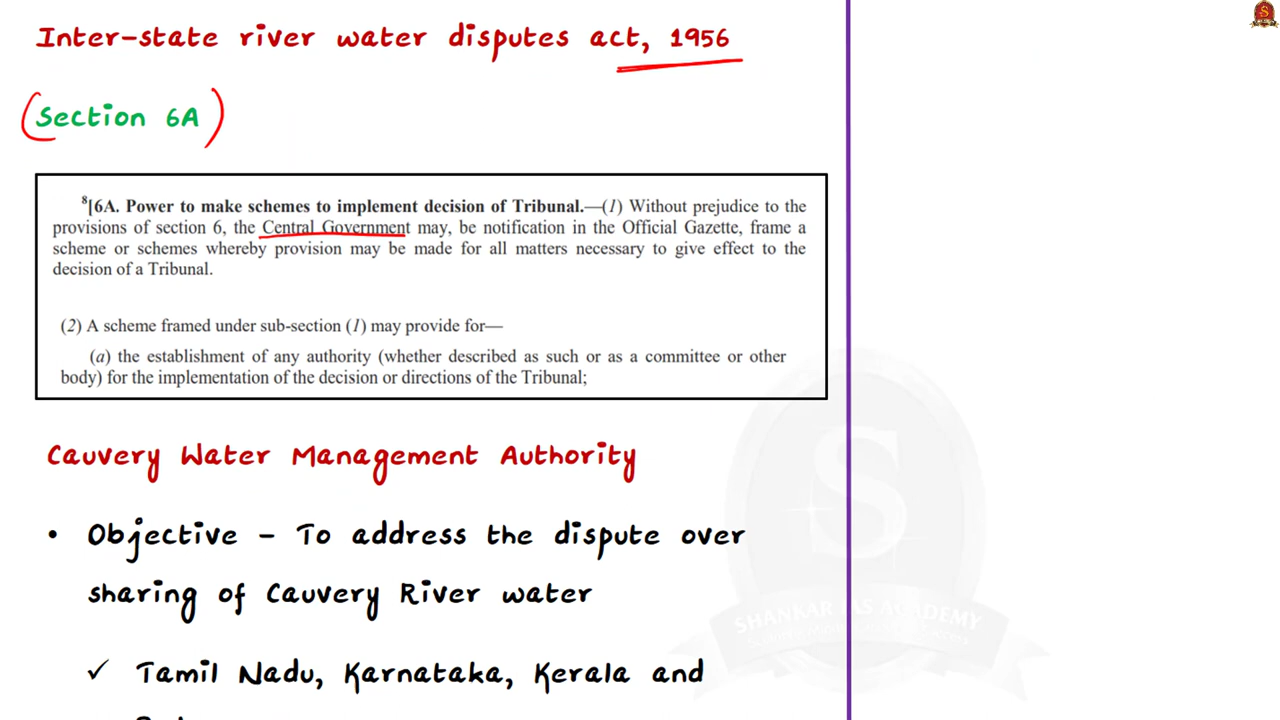 Inter-state river water disputes act, 1956
(Section 6A)
⁸[6A. Power to make schemes to implement decision of Tribunal.—(1) Without prejudice to the
provisions of section 6, the Central Government may, be notification in the Official Gazette, frame a
scheme or schemes whereby provision may be made for all matters necessary to give effect to the
decision of a Tribunal.
(2) A scheme framed under sub-section (1) may provide for—
(a) the establishment of any authority (whether described as such or as a committee or other
body) for the implementation of the decision or directions of the Tribunal;
Cauvery Water Management Authority
• Objective – To address the dispute over
sharing of Cauvery River water
✓ Tamil Nadu, Karnataka, Kerala and
SHANKAR IAS ACADEMY